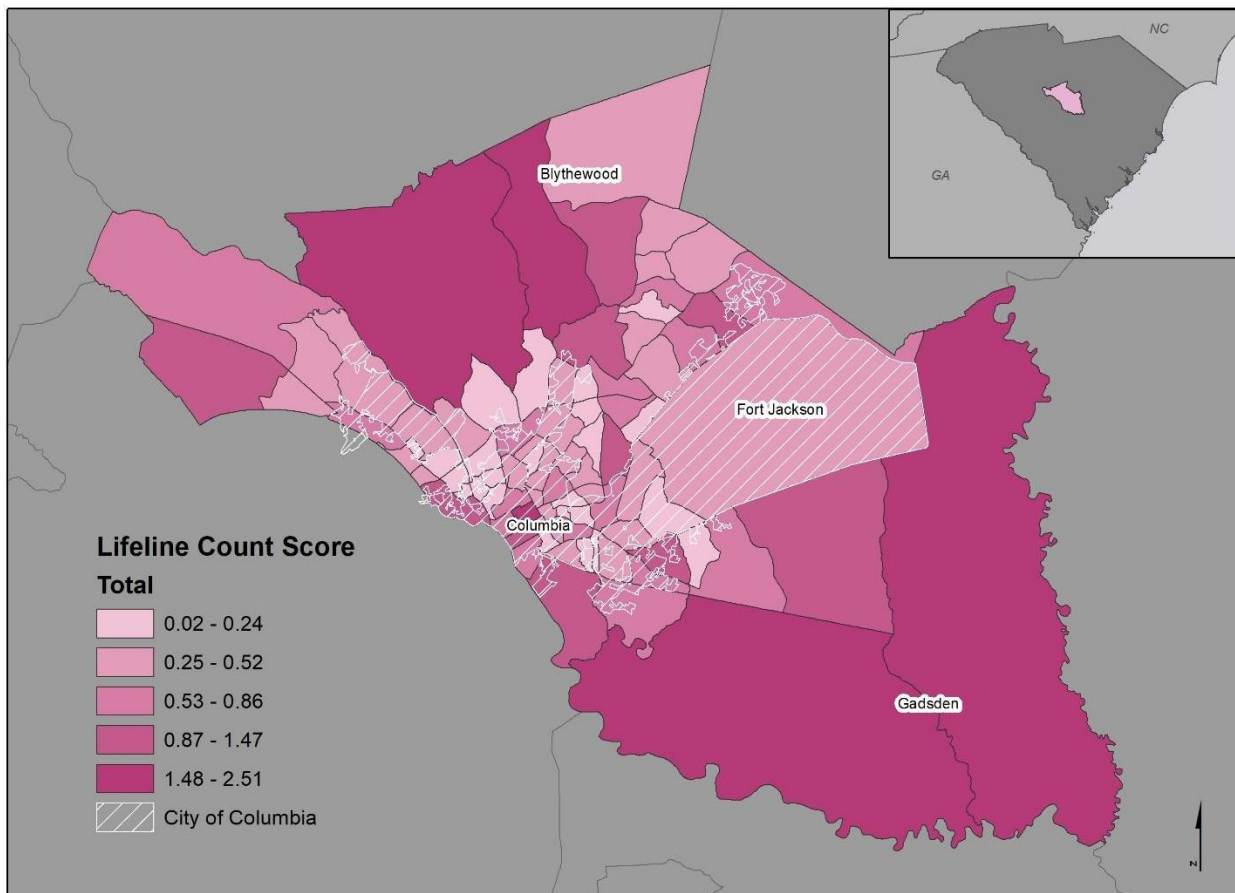 NC
GA
Blythewood
Fort Jackson
Columbia
Gadsden
Lifeline Count Score
Total
0.02 - 0.24
0.25 - 0.52
0.53 - 0.86
0.87 - 1.47
1.48 - 2.51
City of Columbia
N